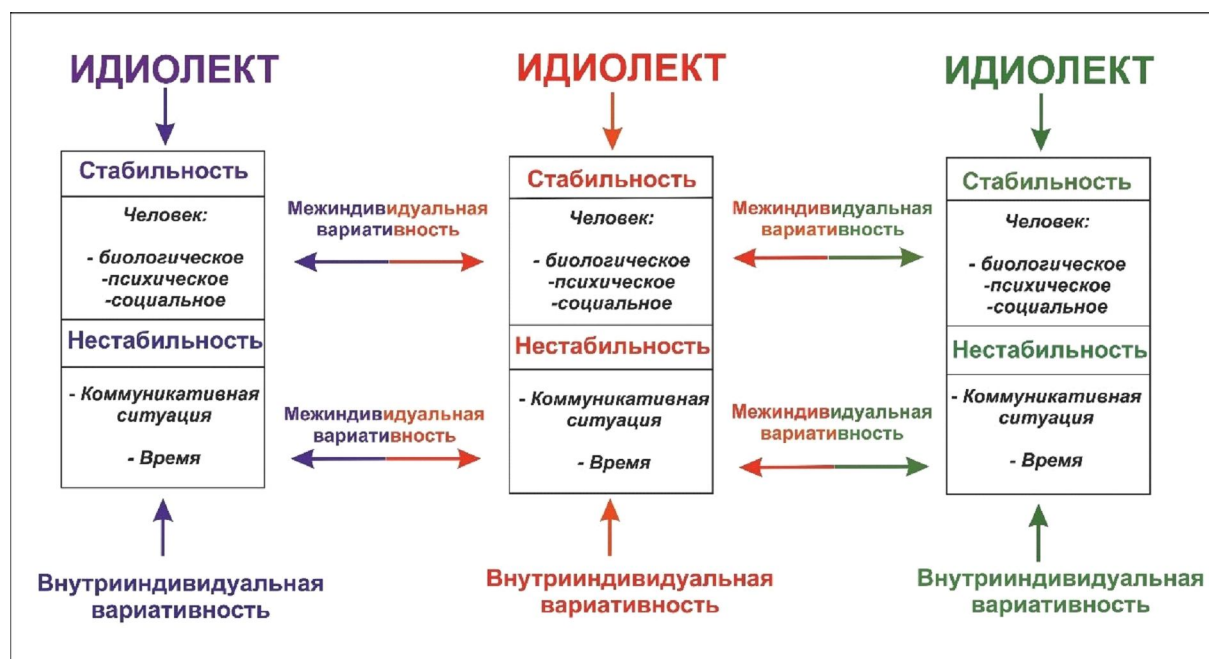 ИДИОЛЕКТ
Стабильность
Человек:
- биологическое
-психическое
-социальное
Нестабильность
- Коммуникативная
ситуация
- Время
Внутрииндивидуальная
вариативность
Межиндивидуальная
вариативность
Межиндивидуальная
вариативность
ИДИОЛЕКТ
Стабильность
Человек:
- биологическое
-психическое
-социальное
Нестабильность
- Коммуникативная
ситуация
- Время
Внутрииндивидуальная
вариативность
Межиндивидуальная
вариативность
Межиндивидуальная
вариативность
ИДИОЛЕКТ
Стабильность
Человек:
- биологическое
-психическое
-социальное
Нестабильность
- Коммуникативная
ситуация
- Время
Внутрииндивидуальная
вариативность